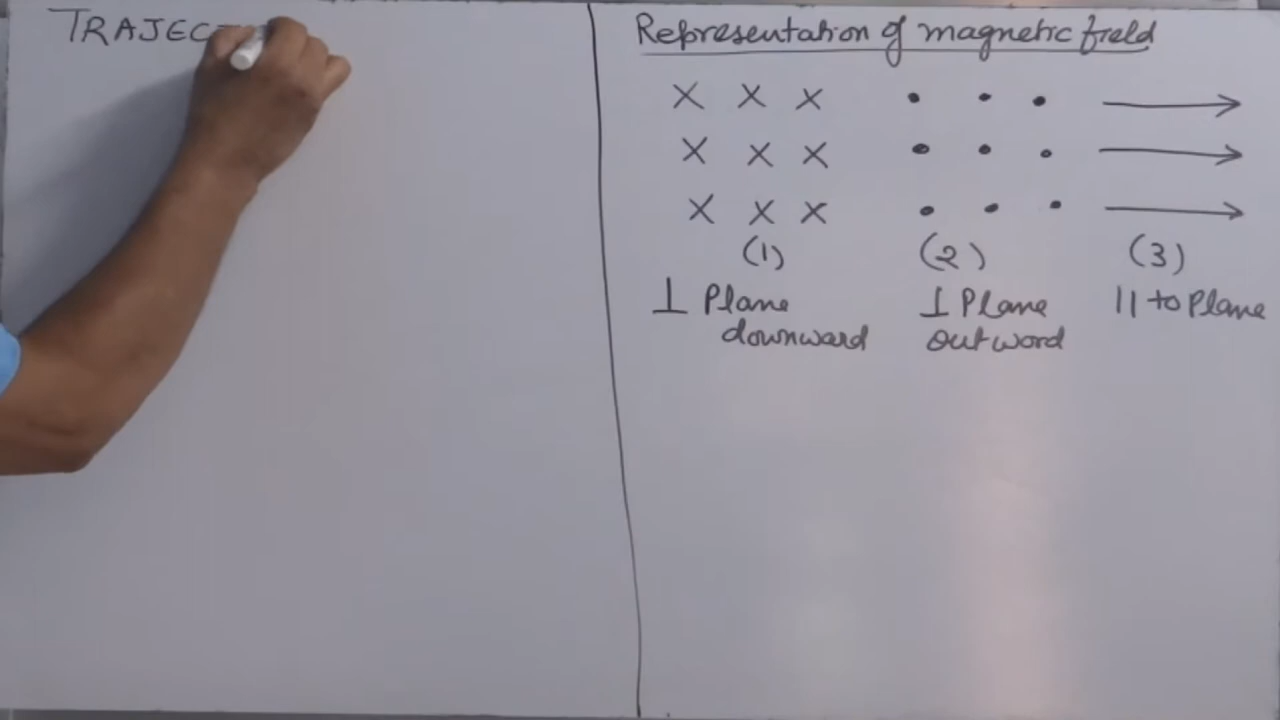 TRAJEC
Representation of magnetic field
× × × • • • →
× × × • • • →
× × × • • • →
(1) (2) (3)
⊥ Plane downward
⊥ Plane outword
|| to Plane